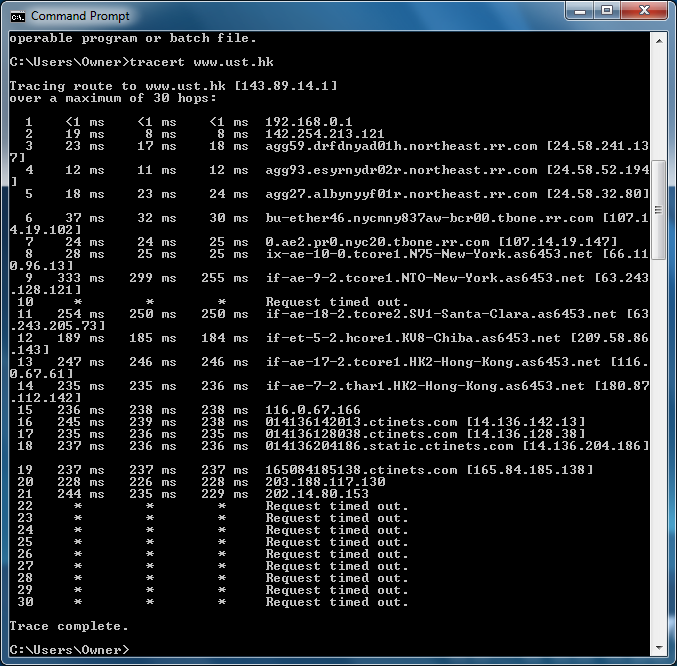 Command Prompt
operable program or batch file.
C:\Users\Owner>tracert www.ust.hk
Tracing route to www.ust.hk [143.89.14.1]
over a maximum of 30 hops:
1 <1 ms <1 ms <1 ms 192.168.0.1
2 19 ms 8 ms 8 ms 142.254.213.121
3 23 ms 17 ms 18 ms agg59.drfdnyad01h.northeast.rr.com [24.58.241.13
7]
4 12 ms 11 ms 12 ms agg93.esyrnydr02r.northeast.rr.com [24.58.52.194
]
5 18 ms 23 ms 24 ms agg27.albynyyf01r.northeast.rr.com [24.58.32.80]
6 37 ms 32 ms 30 ms bu-ether46.nycmny837aw-bcr00.tbone.rr.com [107.1
4.19.102]
7 24 ms 24 ms 25 ms 0.ae2.pr0.nyc20.tbone.rr.com [107.14.19.147]
8 28 ms 25 ms 25 ms ix-ae-10-0.tcore1.N75-New-York.as6453.net [66.11
0.96.13]
9 333 ms 299 ms 255 ms if-ae-9-2.tcore1.NTO-New-York.as6453.net [63.243
.128.121]
10 * * * Request timed out.
11 254 ms 250 ms 250 ms if-ae-18-2.tcore2.SV1-Santa-Clara.as6453.net [63
.243.205.73]
12 189 ms 185 ms 184 ms if-et-5-2.hcore1.KV8-Chiba.as6453.net [209.58.86
.143]
13 247 ms 246 ms 246 ms if-ae-17-2.tcore1.HK2-Hong-Kong.as6453.net [116.
0.67.61]
14 235 ms 235 ms 236 ms if-ae-7-2.thar1.HK2-Hong-Kong.as6453.net [180.87
.112.142]
15 236 ms 238 ms 238 ms 116.0.67.166
16 245 ms 239 ms 238 ms 014136142013.ctinets.com [14.136.142.13]
17 235 ms 236 ms 235 ms 014136128038.ctinets.com [14.136.128.38]
18 237 ms 236 ms 236 ms 014136204186.static.ctinets.com [14.136.204.186]
19 237 ms 237 ms 237 ms 165084185138.ctinets.com [165.84.185.138]
20 228 ms 226 ms 228 ms 203.188.117.130
21 244 ms 235 ms 229 ms 202.14.80.153
22 * * * Request timed out.
23 * * * Request timed out.
24 * * * Request timed out.
25 * * * Request timed out.
26 * * * Request timed out.
27 * * * Request timed out.
28 * * * Request timed out.
29 * * * Request timed out.
30 * * * Request timed out.
Trace complete.
C:\Users\Owner>